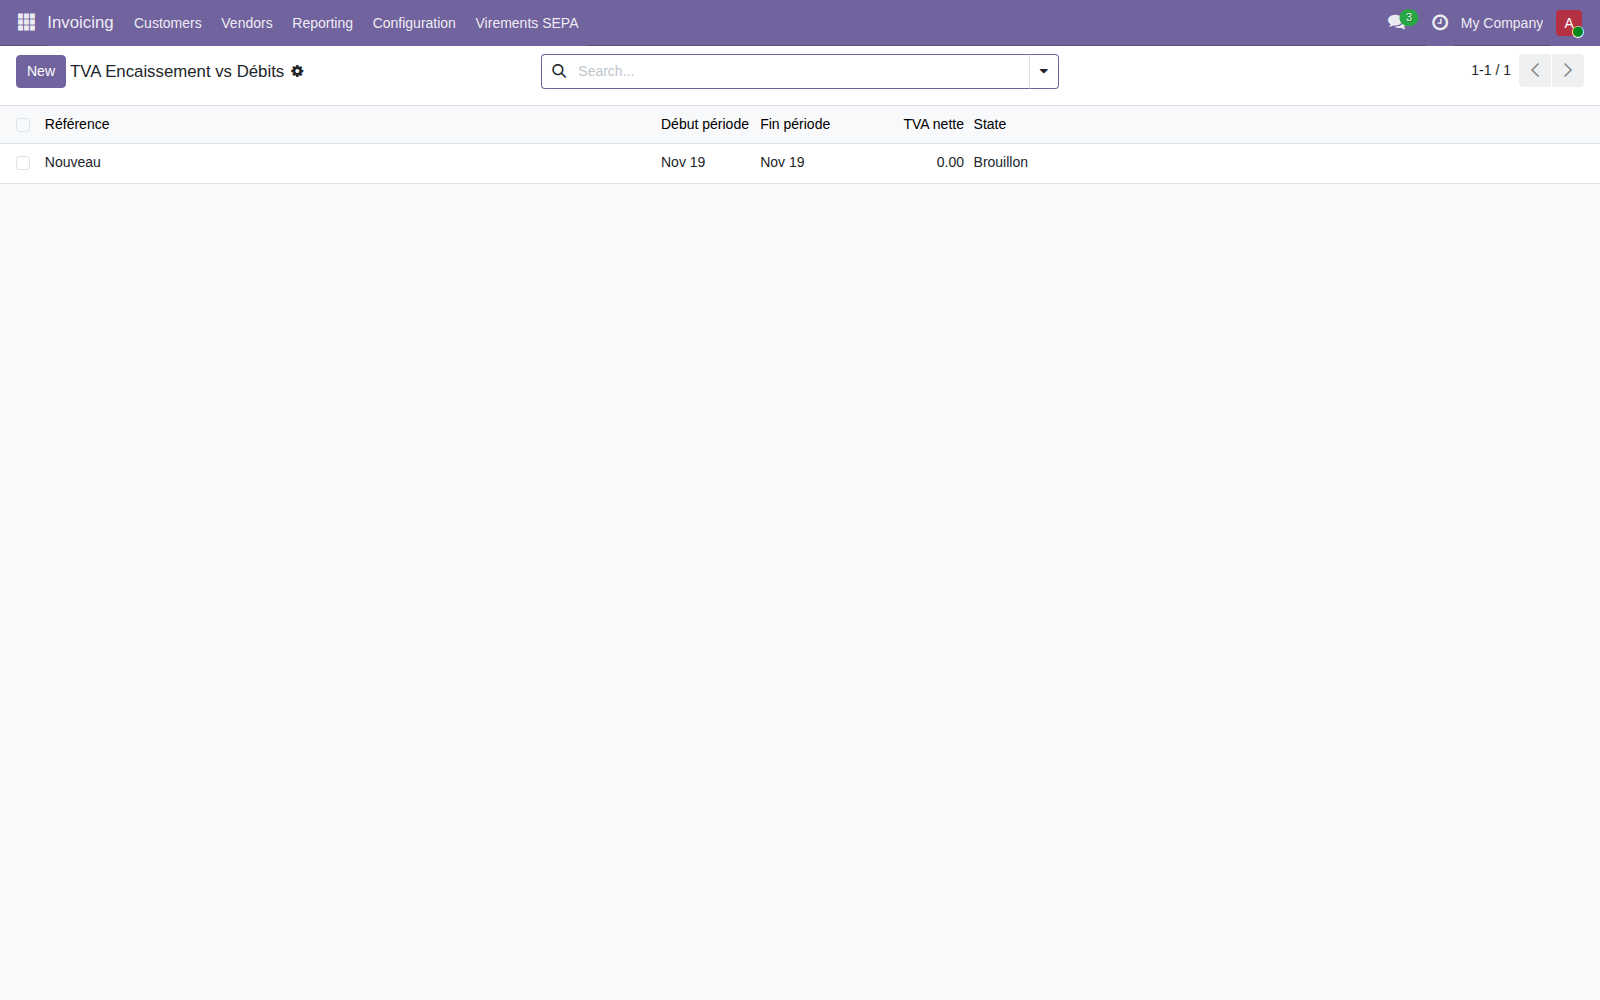 Invoicing Customers Vendors Reporting Configuration Virements SEPA 3 My Company A
New TVA Encaissement vs Débits Search... 1-1 / 1
Référence Début période Fin période TVA nette State
Nouveau Nov 19 Nov 19 0.00 Brouillon